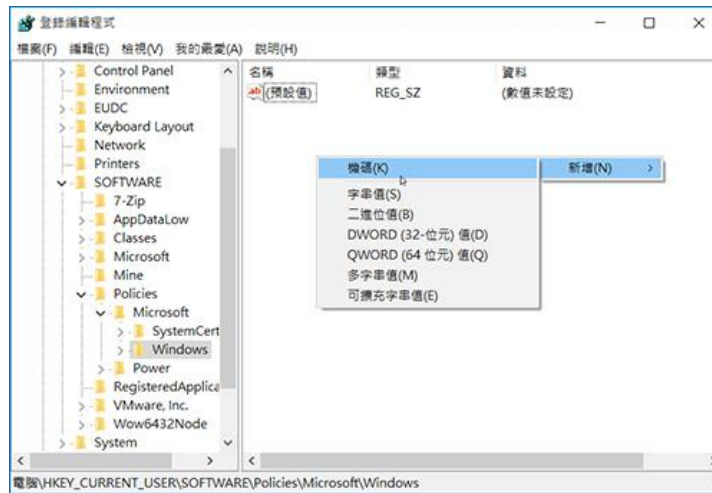 登錄編輯程式
檔案(F) 編輯(E) 檢視(V) 我的最愛(A) 說明(H)
Control Panel
Environment
EUDC
Keyboard Layout
Network
Printers
SOFTWARE
7-Zip
AppDataLow
Classes
Microsoft
Mine
Policies
Microsoft
SystemCert
Windows
Power
RegisteredApplica
VMware, Inc.
Wow6432Node
System
名稱 類型 資料
ab (預設值) REG_SZ (數值未設定)
機碼(K)
字串值(S)
二進位值(B)
DWORD (32-位元) 值(D)
QWORD (64 位元) 值(Q)
多字串值(M)
可擴充字串值(E)
新增(N)
電腦\HKEY_CURRENT_USER\SOFTWARE\Policies\Microsoft\Windows